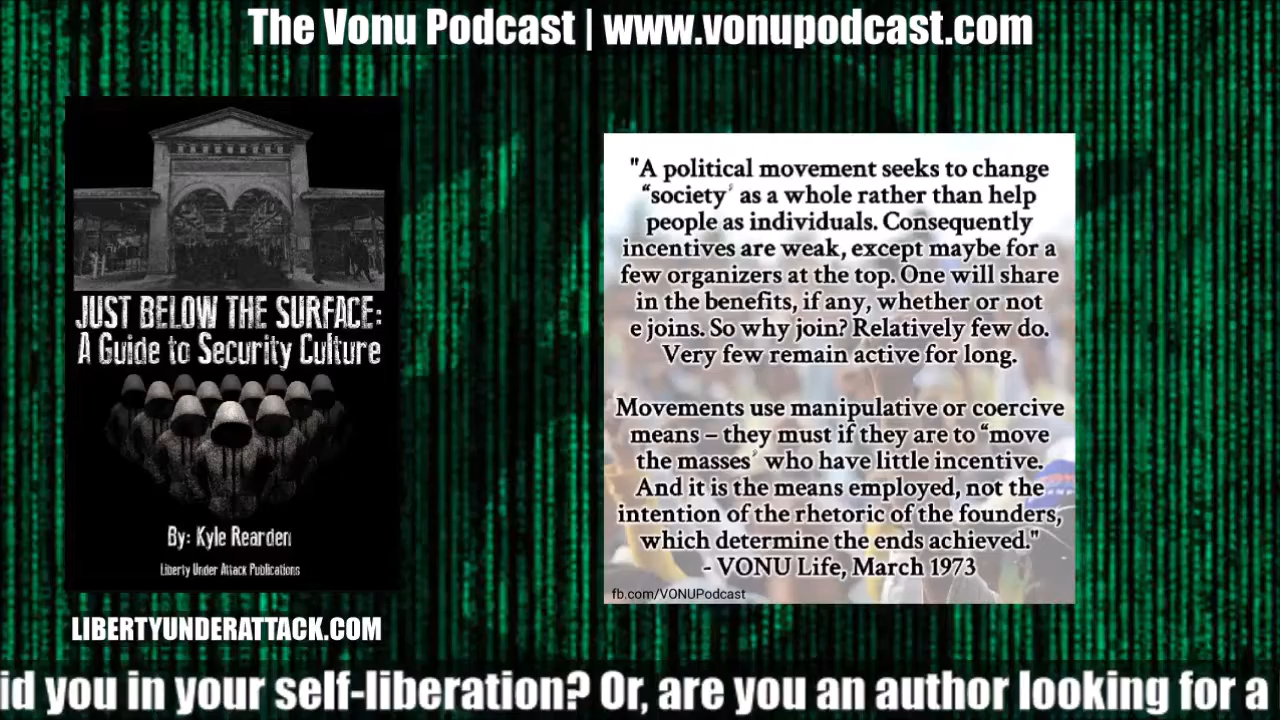 The Vonu Podcast | www.vonupodcast.com
JUST BELOW THE SURFACE:
A Guide to Security Culture
By: Kyle Rearden
Liberty Under Attack Publications
LIBERTYUNDERATTACK.COM
"A political movement seeks to change
“society’ as a whole rather than help
people as individuals. Consequently
incentives are weak, except maybe for a
few organizers at the top. One will share
in the benefits, if any, whether or not
e joins. So why join? Relatively few do.
Very few remain active for long.
Movements use manipulative or coercive
means – they must if they are to “move
the masses’ who have little incentive.
And it is the means employed, not the
intention of the rhetoric of the founders,
which determine the ends achieved."
- VONU Life, March 1973
fb.com/VONUPodcast
id you in your self-liberation? Or, are you an author looking for a